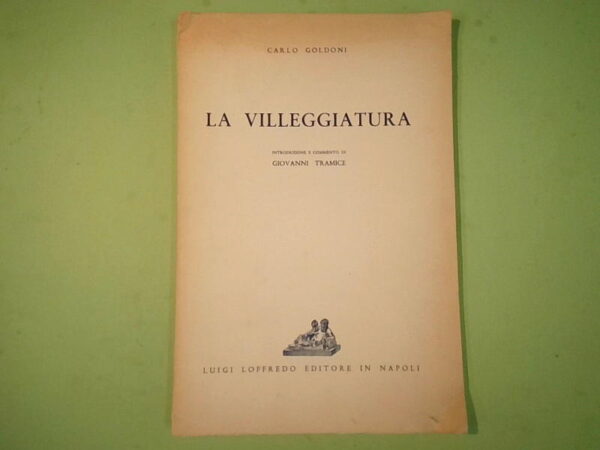 CARLO GOLDONI
LA VILLEGGIATURA
INTRODUZIONE E COMMENTO DI
GIOVANNI TRAMICE
LUIGI LOFFREDO EDITORE IN NAPOLI